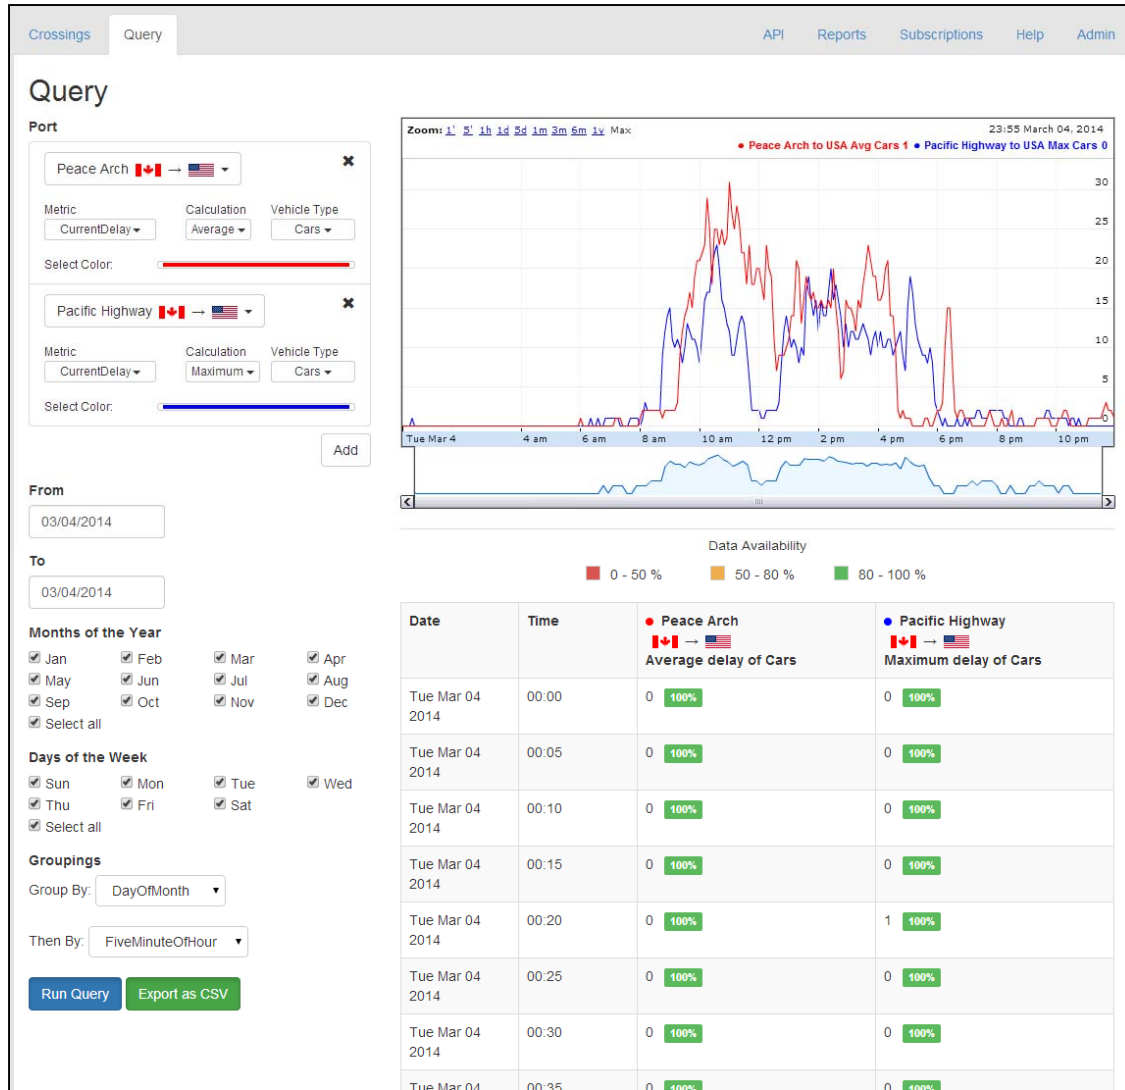 Crossings Query API Reports Subscriptions Help Admin
Query
Port
Peace Arch →
✖
Metric Calculation Vehicle Type
CurrentDelay Average Cars
Select Color:
Pacific Highway →
✖
Metric Calculation Vehicle Type
CurrentDelay Maximum Cars
Select Color:
Add
From
03/04/2014
To
03/04/2014
Months of the Year
Jan Feb Mar Apr
May Jun Jul Aug
Sep Oct Nov Dec
Select all
Days of the Week
Sun Mon Tue Wed
Thu Fri Sat
Select all
Groupings
Group By: DayOfMonth
Then By: FiveMinuteOfHour
Run Query Export as CSV
Zoom: 1' 5' 1h 1d 5d 1m 3m 6m 1y Max 23:55 March 04, 2014
● Peace Arch to USA Avg Cars 1 ● Pacific Highway to USA Max Cars 0
30
25
20
15
10
5
0
Tue Mar 4 4 am 6 am 8 am 10 am 12 pm 2 pm 4 pm 6 pm 8 pm 10 pm
Data Availability
0 - 50 % 50 - 80 % 80 - 100 %
Date Time ● Peace Arch ● Pacific Highway
→ →
Average delay of Cars Maximum delay of Cars
Tue Mar 04 00:00 0 100% 0 100%
2014
Tue Mar 04 00:05 0 100% 0 100%
2014
Tue Mar 04 00:10 0 100% 0 100%
2014
Tue Mar 04 00:15 0 100% 0 100%
2014
Tue Mar 04 00:20 0 100% 1 100%
2014
Tue Mar 04 00:25 0 100% 0 100%
2014
Tue Mar 04 00:30 0 100% 0 100%
2014
Tue Mar 04 00:35 0 100% 0 100%